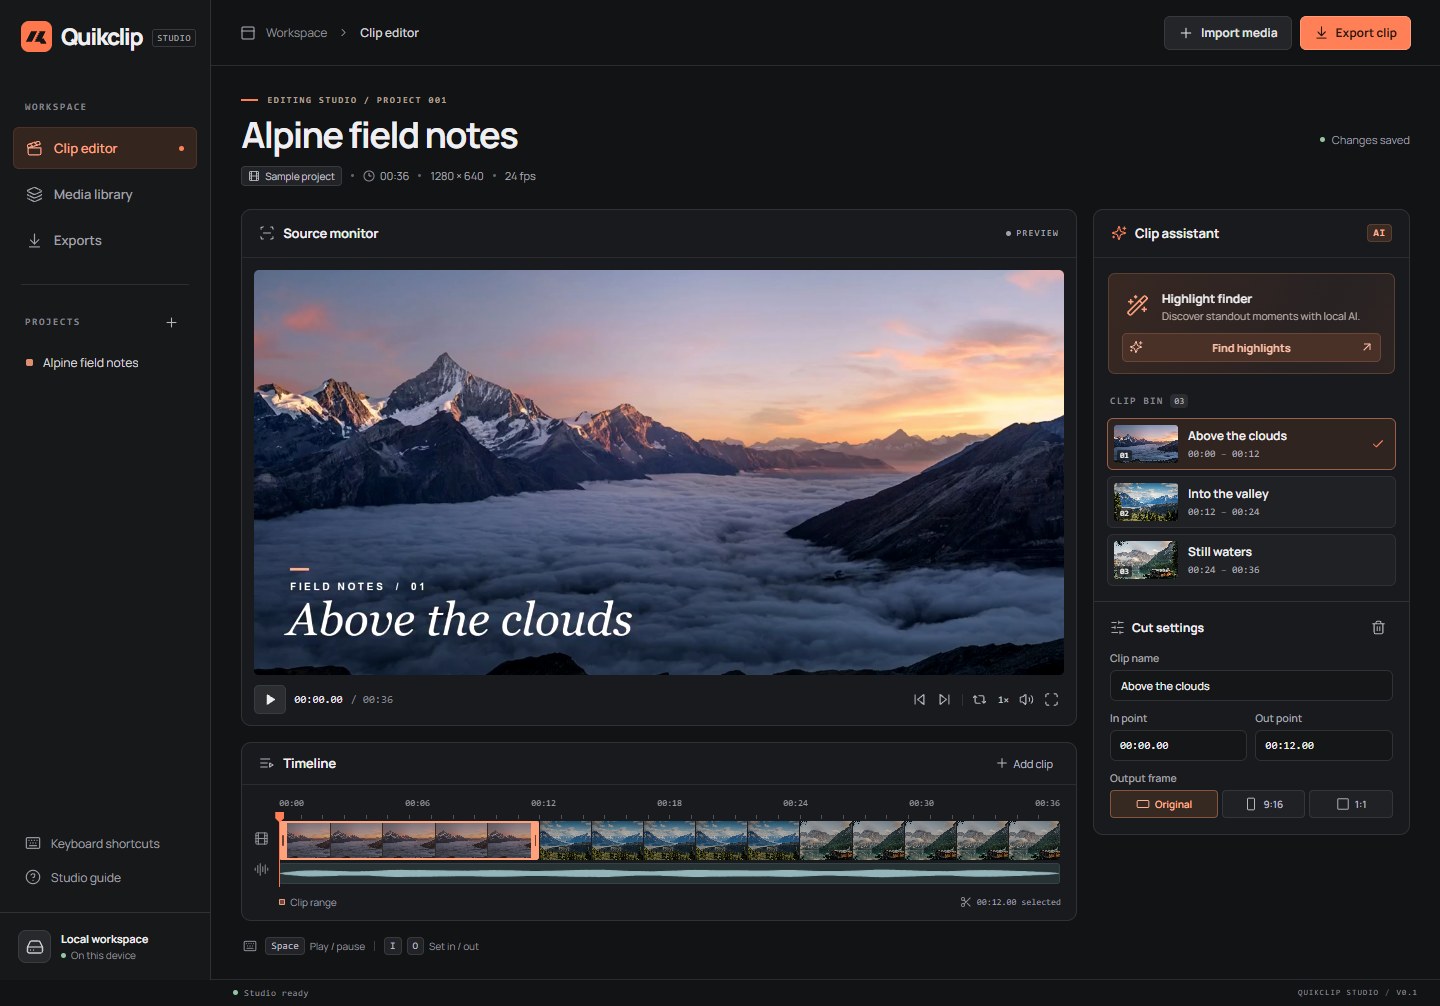 Quikclip STUDIO
WORKSPACE
Clip editor
Media library
Exports
PROJECTS
Alpine field notes
Keyboard shortcuts
Studio guide
Local workspace
On this device
Workspace > Clip editor
Import media
Export clip
EDITING STUDIO / PROJECT 001
Alpine field notes
Changes saved
Sample project • 00:36 • 1280 × 640 • 24 fps
Source monitor
PREVIEW
FIELD NOTES / 01
Above the clouds
00:00.00 / 00:36
1×
Timeline
Add clip
00:00 00:06 00:12 00:18 00:24 00:30 00:36
Clip range
00:12.00 selected
Space Play / pause
I O Set in / out
Clip assistant
AI
Highlight finder
Discover standout moments with local AI.
Find highlights
CLIP BIN 03
01
Above the clouds
00:00 – 00:12
02
Into the valley
00:12 – 00:24
03
Still waters
00:24 – 00:36
Cut settings
Clip name
Above the clouds
In point Out point
00:00.00 00:12.00
Output frame
Original 9:16 1:1
Studio ready
QUIKCLIP STUDIO / V0.1